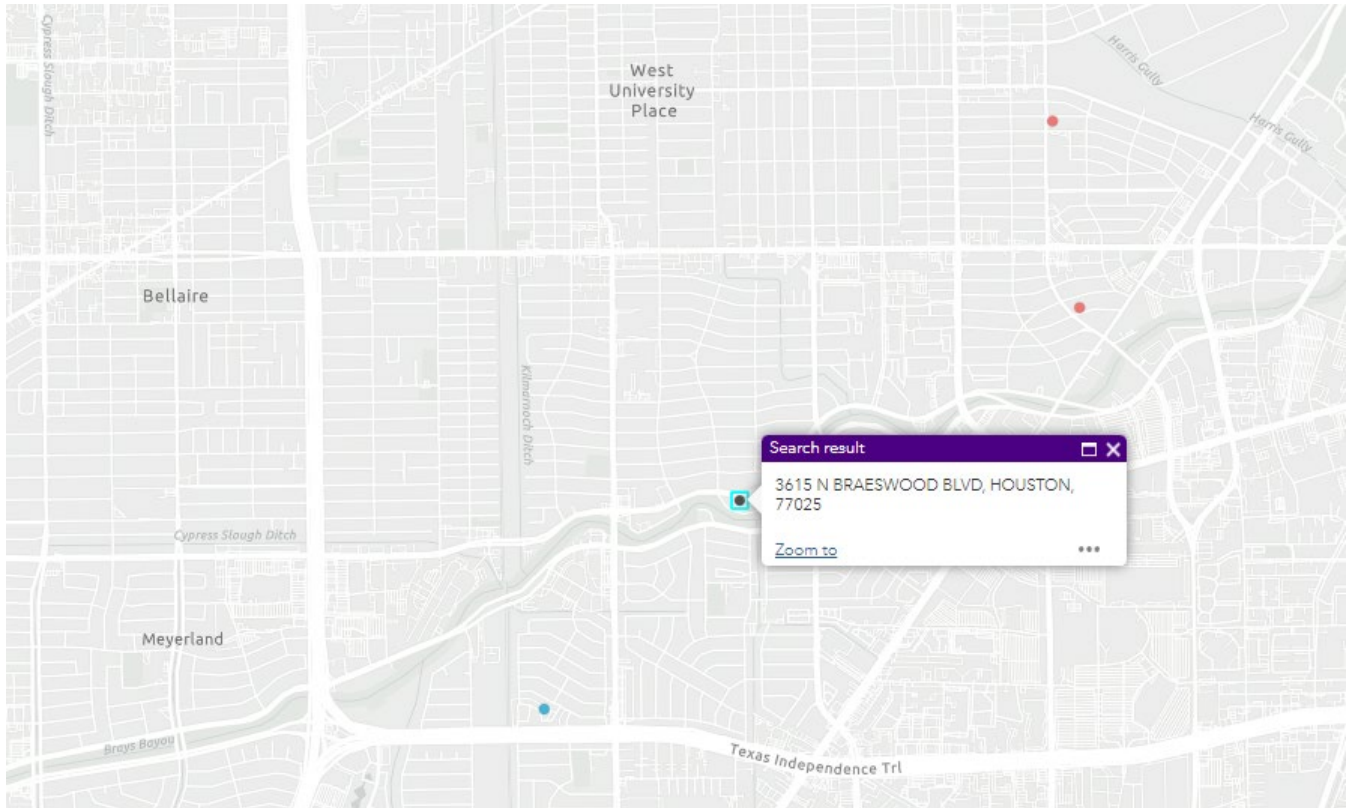 Cypress Slough Ditch
West
University
Place
Harris Gully
Harris Gully
Bellaire
Kilmarnoch Ditch
Search result
3615 N BRAESWOOD BLVD, HOUSTON,
77025
Zoom to
Cypress Slough Ditch
Meyerland
Brays Bayou
Texas Independence Trl